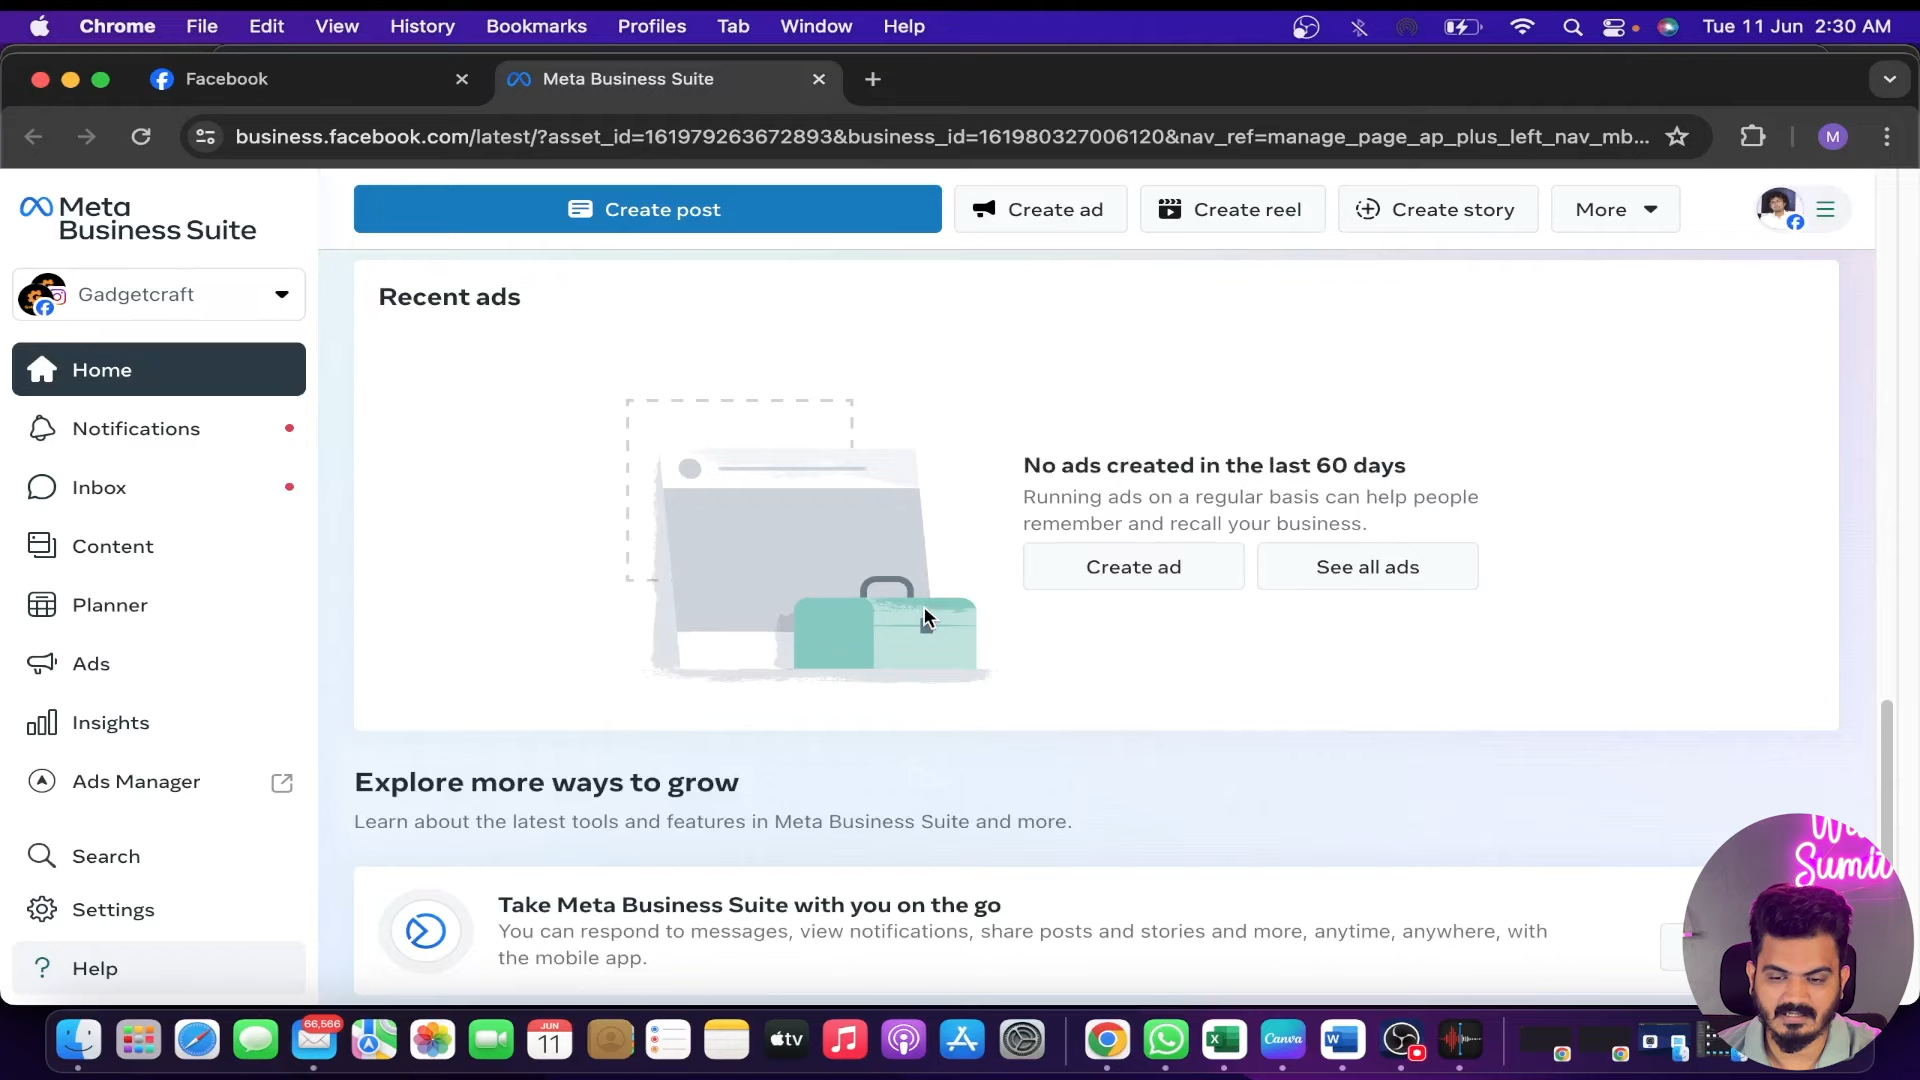 Chrome File Edit View History Bookmarks Profiles Tab Window Help Tue 11 Jun 2:30 AM
Facebook Meta Business Suite
business.facebook.com/latest/?asset_id=161979263672893&business_id=161980327006120&nav_ref=manage_page_ap_plus_left_nav_mb... M
Meta
Business Suite
Create post Create ad Create reel Create story More
Gadgetcraft
Home
Notifications
Inbox
Content
Planner
Ads
Insights
Ads Manager
Search
Settings
? Help
Recent ads
No ads created in the last 60 days
Running ads on a regular basis can help people
remember and recall your business.
Create ad See all ads
Explore more ways to grow
Learn about the latest tools and features in Meta Business Suite and more.
Take Meta Business Suite with you on the go
You can respond to messages, view notifications, share posts and stories and more, anytime, anywhere, with
the mobile app.
Sumit
66,566
JUN
11
tv
Canva
W